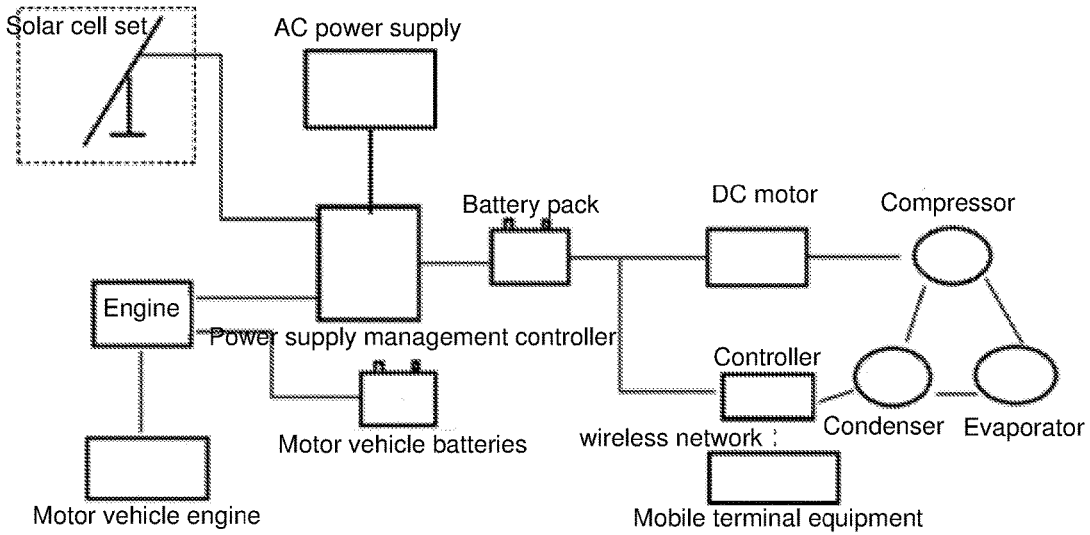 Solar cell set
AC power supply
Battery pack
DC motor
Compressor
Engine
Power supply management controller
Controller
Motor vehicle batteries
wireless network
Condenser
Evaporator
Motor vehicle engine
Mobile terminal equipment